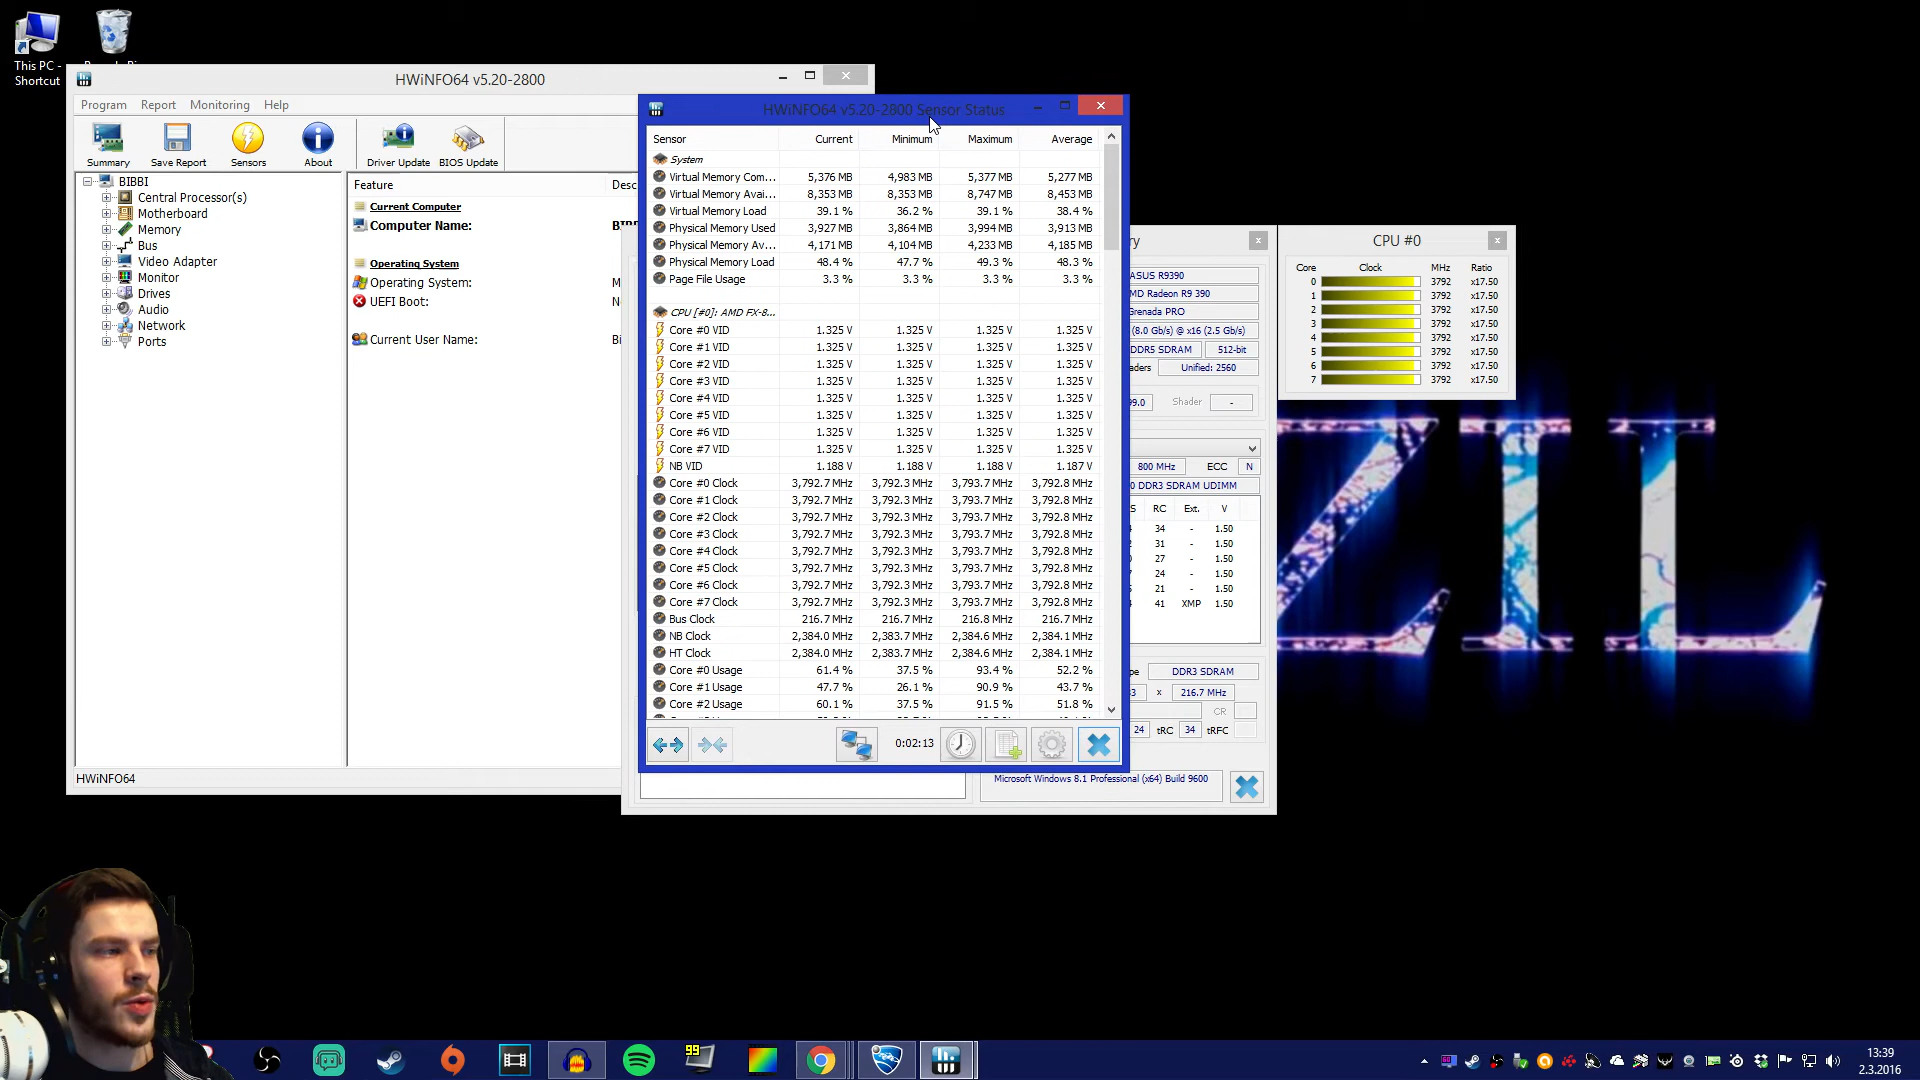 This PC -
Shortcut
HWiNFO64 v5.20-2800
Program Report Monitoring Help
Summary Save Report Sensors About Driver Update BIOS Update
BIBBI
Central Processor(s)
Motherboard
Memory
Bus
Video Adapter
Monitor
Drives
Audio
Network
Ports
Feature
Current Computer
Computer Name:
Operating System
Operating System:
UEFI Boot:
Current User Name:
HWiNFO64
HWiNFO64 v5.20-2800 Sensor Status
Sensor Current Minimum Maximum Average
System
Virtual Memory Com... 5,376 MB 4,983 MB 5,377 MB 5,277 MB
Virtual Memory Avai... 8,353 MB 8,353 MB 8,747 MB 8,453 MB
Virtual Memory Load 39.1 % 36.2 % 39.1 % 38.4 %
Physical Memory Used 3,927 MB 3,864 MB 3,994 MB 3,913 MB
Physical Memory Av... 4,171 MB 4,104 MB 4,233 MB 4,185 MB
Physical Memory Load 48.4 % 47.7 % 49.3 % 48.3 %
Page File Usage 3.3 % 3.3 % 3.3 % 3.3 %
CPU [#0]: AMD FX-8...
Core #0 VID 1.325 V 1.325 V 1.325 V 1.325 V
Core #1 VID 1.325 V 1.325 V 1.325 V 1.325 V
Core #2 VID 1.325 V 1.325 V 1.325 V 1.325 V
Core #3 VID 1.325 V 1.325 V 1.325 V 1.325 V
Core #4 VID 1.325 V 1.325 V 1.325 V 1.325 V
Core #5 VID 1.325 V 1.325 V 1.325 V 1.325 V
Core #6 VID 1.325 V 1.325 V 1.325 V 1.325 V
Core #7 VID 1.325 V 1.325 V 1.325 V 1.325 V
NB VID 1.188 V 1.188 V 1.188 V 1.187 V
Core #0 Clock 3,792.7 MHz 3,792.3 MHz 3,793.7 MHz 3,792.8 MHz
Core #1 Clock 3,792.7 MHz 3,792.3 MHz 3,793.7 MHz 3,792.8 MHz
Core #2 Clock 3,792.7 MHz 3,792.3 MHz 3,793.7 MHz 3,792.8 MHz
Core #3 Clock 3,792.7 MHz 3,792.3 MHz 3,793.7 MHz 3,792.8 MHz
Core #4 Clock 3,792.7 MHz 3,792.3 MHz 3,793.7 MHz 3,792.8 MHz
Core #5 Clock 3,792.7 MHz 3,792.3 MHz 3,793.7 MHz 3,792.8 MHz
Core #6 Clock 3,792.7 MHz 3,792.3 MHz 3,793.7 MHz 3,792.8 MHz
Core #7 Clock 3,792.7 MHz 3,792.3 MHz 3,793.7 MHz 3,792.8 MHz
Bus Clock 216.7 MHz 216.7 MHz 216.8 MHz 216.7 MHz
NB Clock 2,384.0 MHz 2,383.7 MHz 2,384.6 MHz 2,384.1 MHz
HT Clock 2,384.0 MHz 2,383.7 MHz 2,384.6 MHz 2,384.1 MHz
Core #0 Usage 61.4 % 37.5 % 93.4 % 52.2 %
Core #1 Usage 47.7 % 26.1 % 90.9 % 43.7 %
Core #2 Usage 60.1 % 37.5 % 91.5 % 51.8 %
0:02:13
ASUS R9390
AMD Radeon R9 390
Grenada PRO
(8.0 Gb/s) @ x16 (2.5 Gb/s)
DDR5 SDRAM 512-bit
Unified: 2560
99.0 Shader -
800 MHz ECC N
DDR3 SDRAM UDIMM
RC Ext. V
34 - 1.50
31 - 1.50
27 - 1.50
24 - 1.50
21 - 1.50
41 XMP 1.50
DDR3 SDRAM
x 216.7 MHz
CR
24 tRC 34 tRFC
Microsoft Windows 8.1 Professional (x64) Build 9600
CPU #0
Core Clock MHz Ratio
0 3792 x17.50
1 3792 x17.50
2 3792 x17.50
3 3792 x17.50
4 3792 x17.50
5 3792 x17.50
6 3792 x17.50
7 3792 x17.50
ZIL
99
13:39
2.3.2016